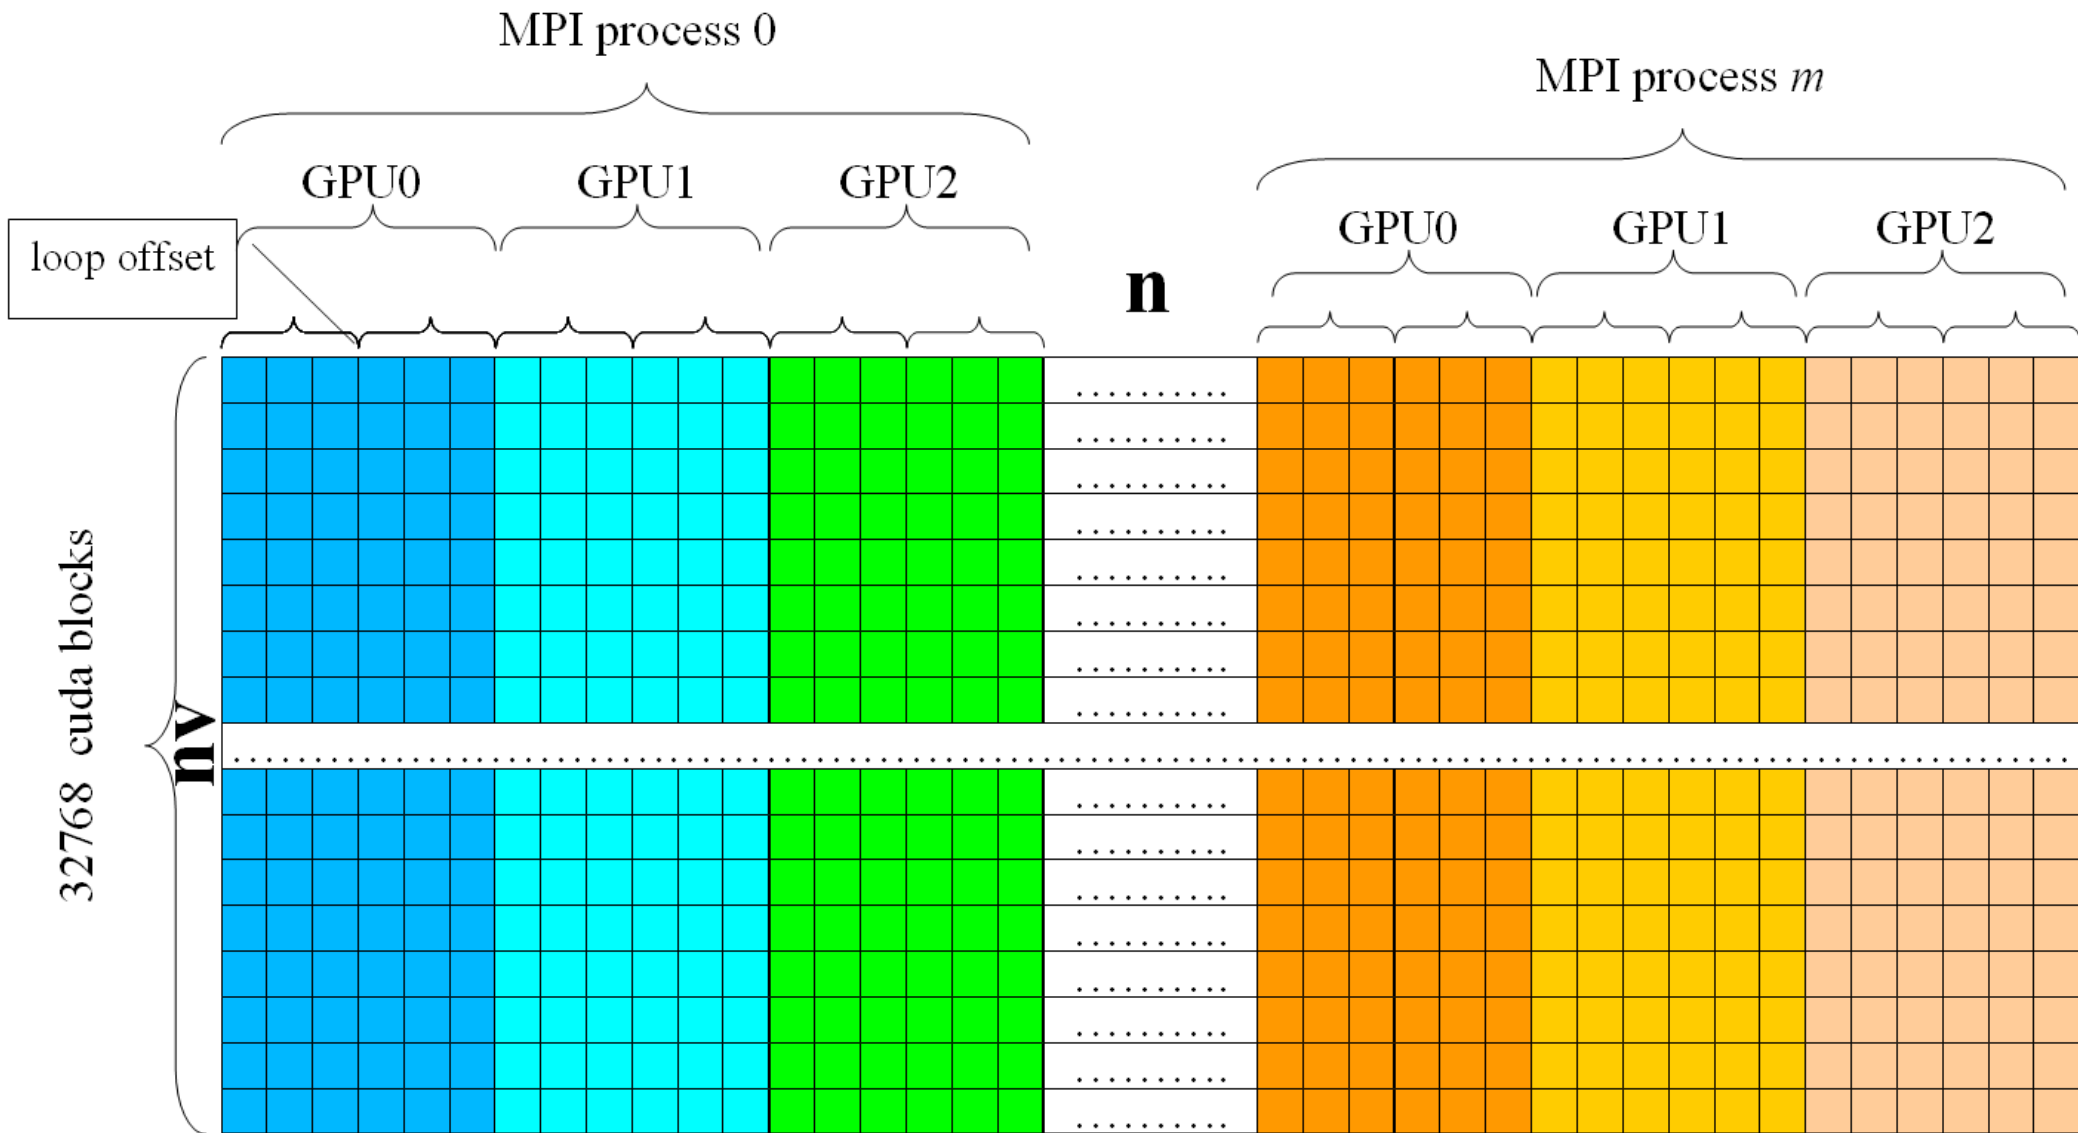 MPI process 0
MPI process m
GPU0 GPU1 GPU2
GPU0 GPU1 GPU2
loop offset
n
nv
32768 cuda blocks